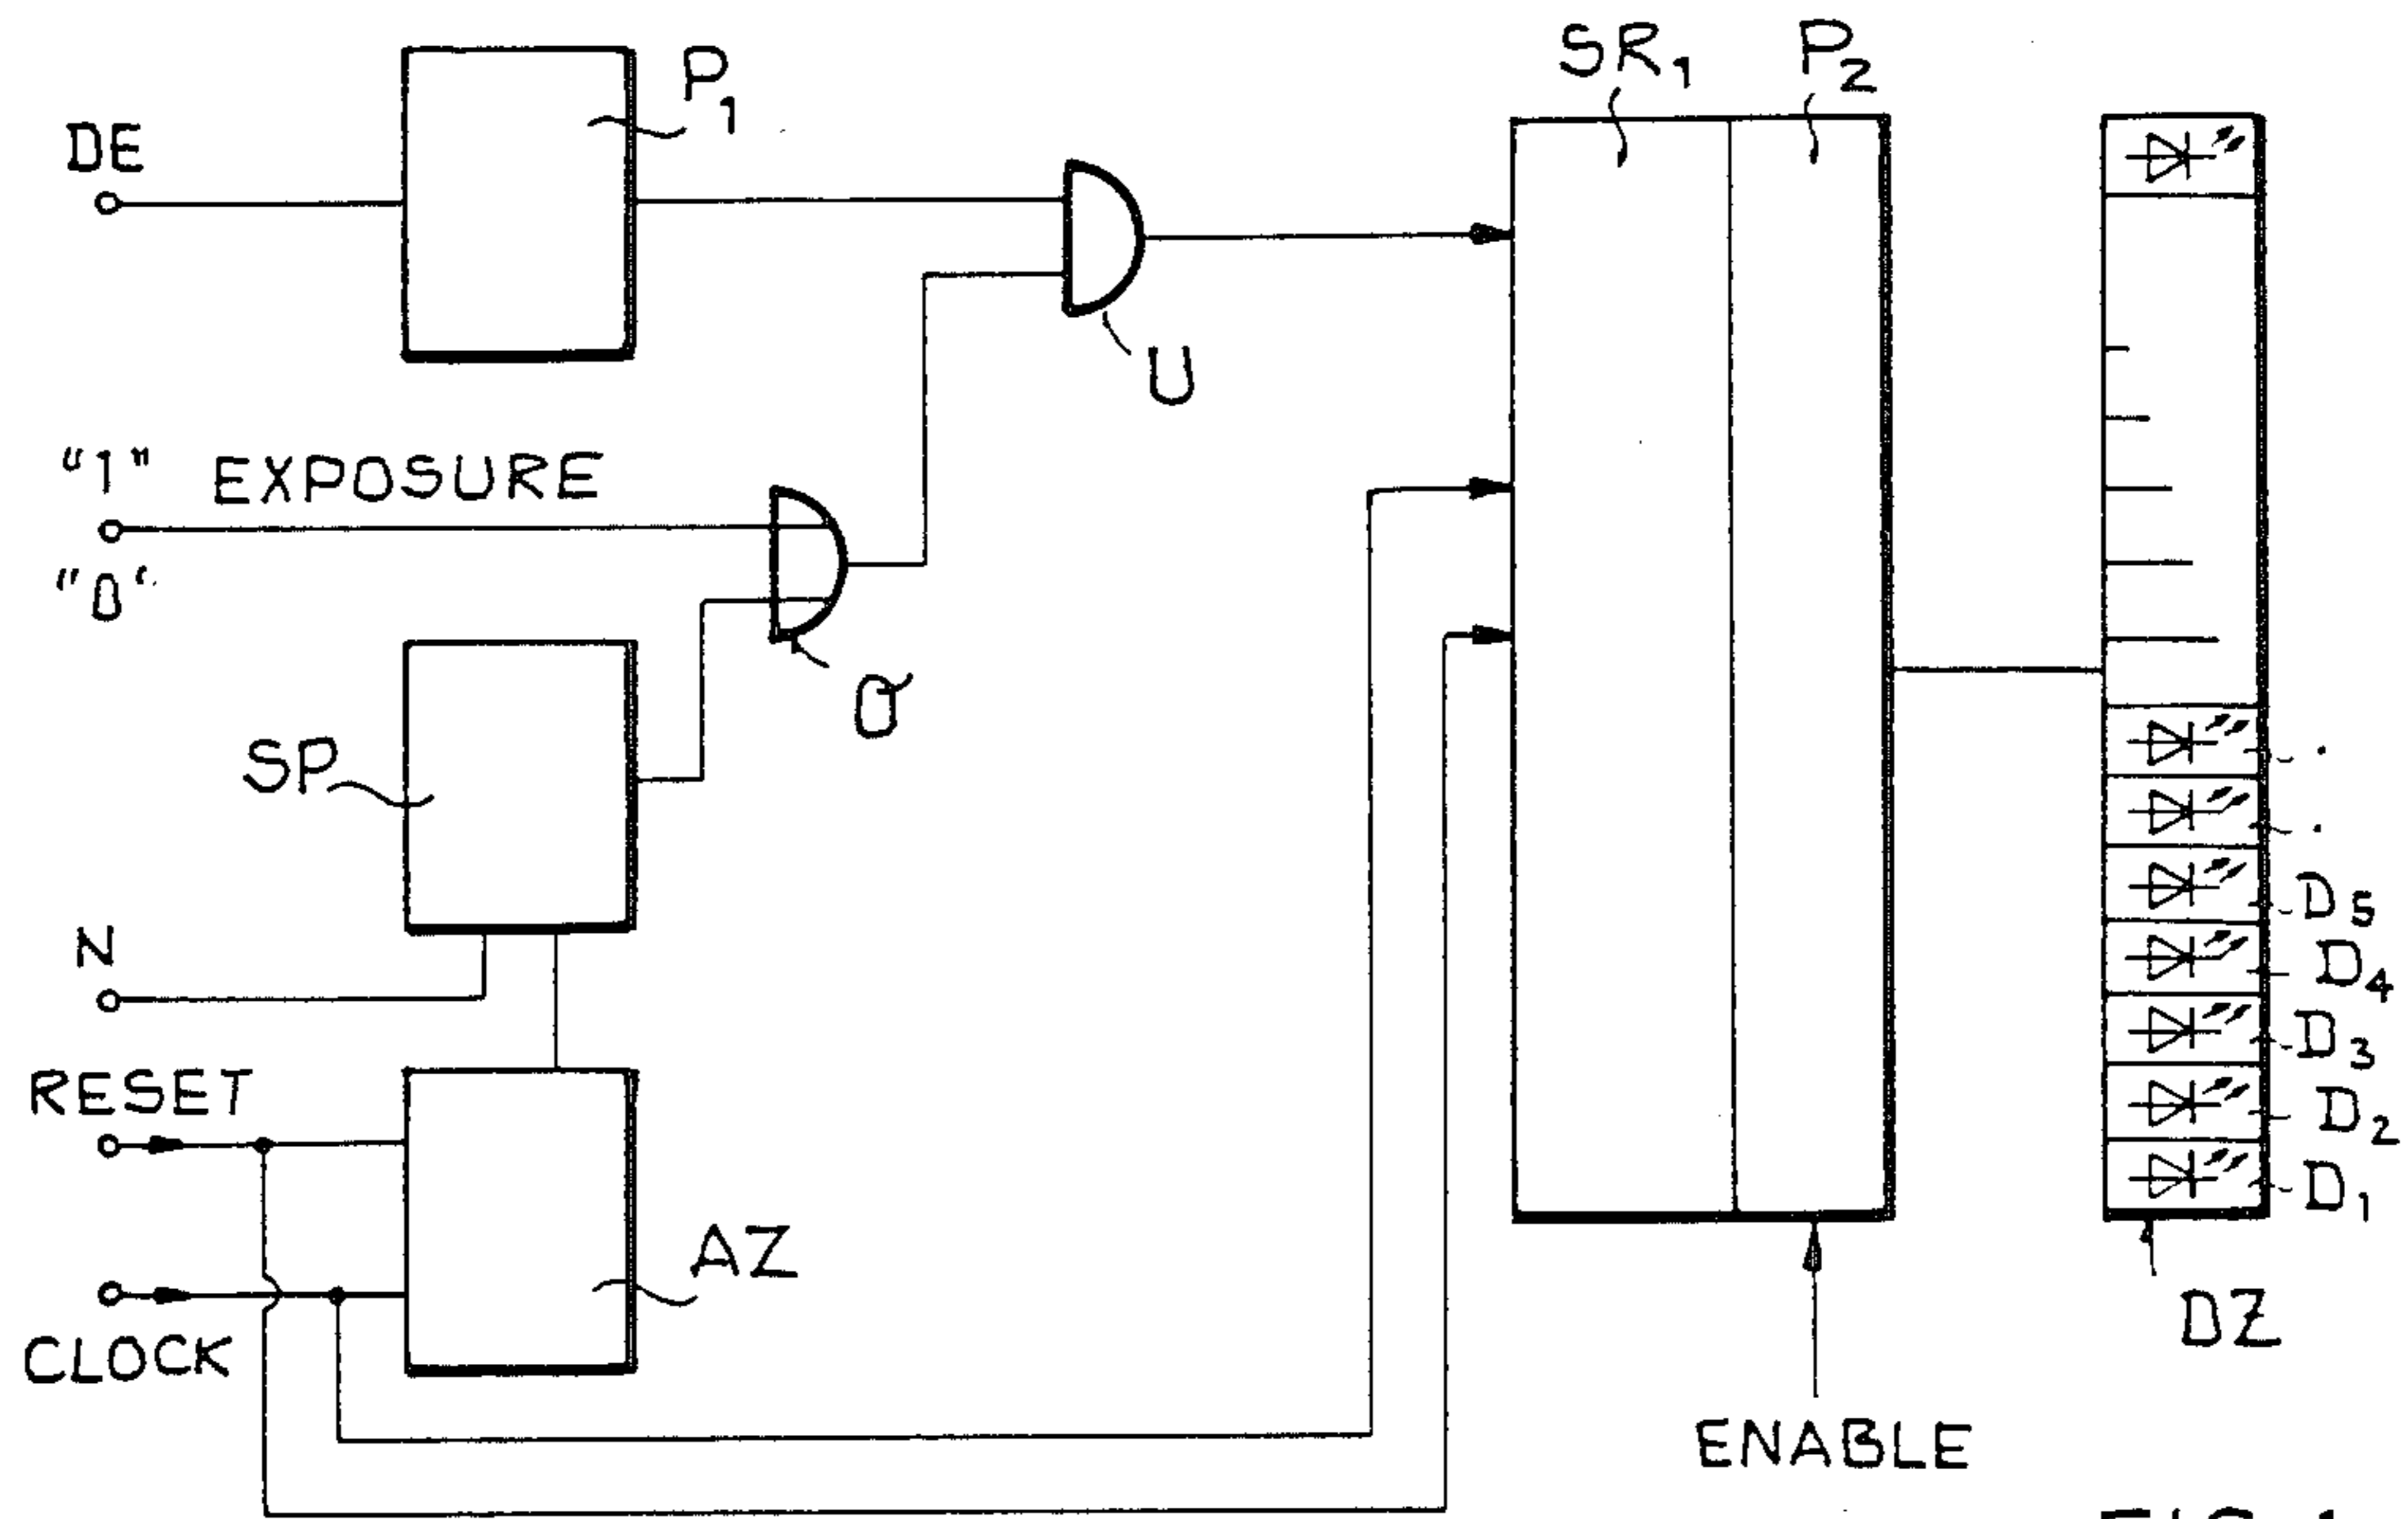 DE
P1
SR1
P2
U
"1" EXPOSURE
"0"
O
SP
N
RESET
AZ
CLOCK
D5
D4
D3
D2
D1
DZ
ENABLE